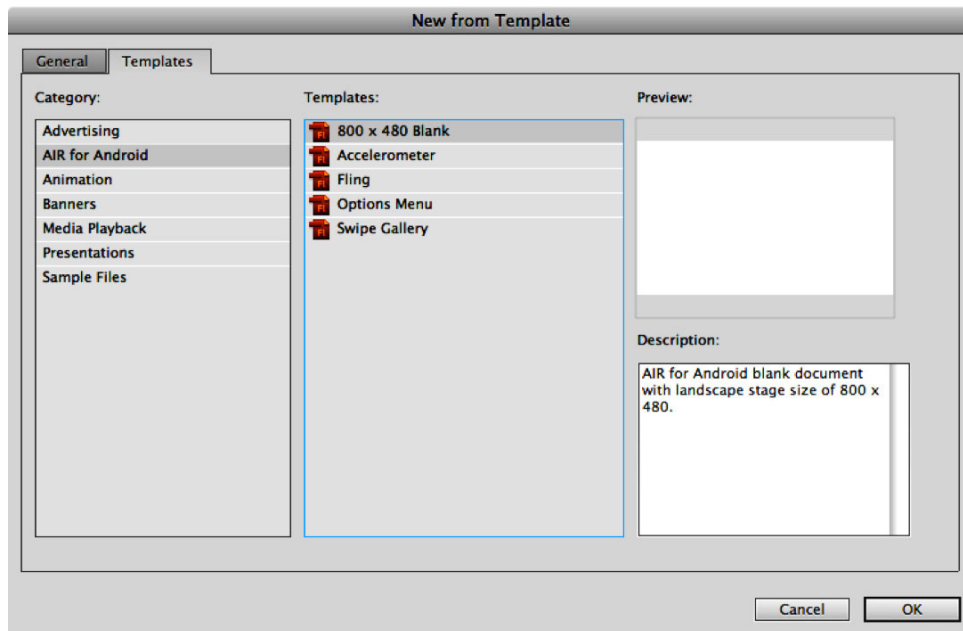 New from Template
General
Templates
Category:
Advertising
AIR for Android
Animation
Banners
Media Playback
Presentations
Sample Files
Templates:
800 x 480 Blank
Accelerometer
Fling
Options Menu
Swipe Gallery
Preview:
Description:
AIR for Android blank document
with landscape stage size of 800 x
480.
Cancel
OK